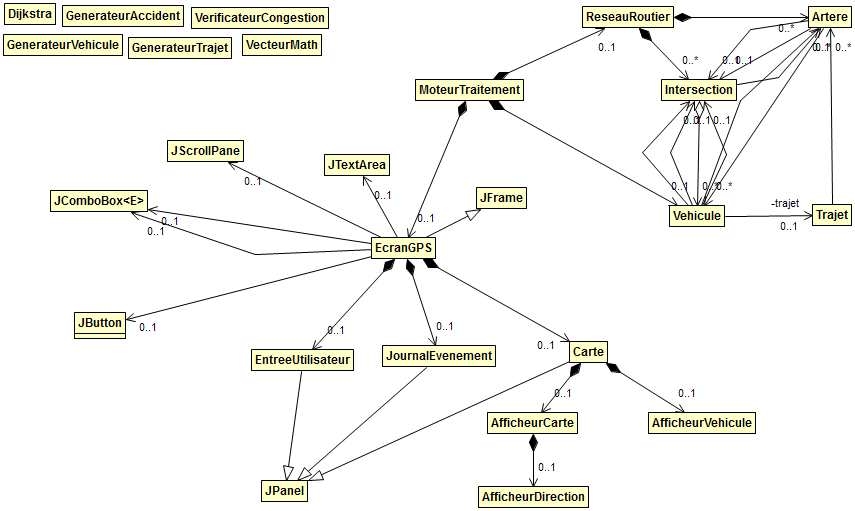 Dijkstra
GenerateurAccident
VerificateurCongestion
GenerateurVehicule
GenerateurTrajet
VecteurMath
ReseauRoutier
Artere
0..1
0..*
0..*
0..1
0..1
0..*
0..*
MoteurTraitement
Intersection
0..1
0..1
0..1
JScrollPane
0..1
JTextArea
0..1
JFrame
JComboBox<E>
0..1
0..1
0..1
0..1
0..*
0..*
Vehicule
-trajet
0..1
Trajet
EcranGPS
JButton
0..1
0..1
0..1
0..1
EntreeUtilisateur
JournalEvenement
Carte
0..1
0..1
AfficheurCarte
AfficheurVehicule
0..1
JPanel
AfficheurDirection